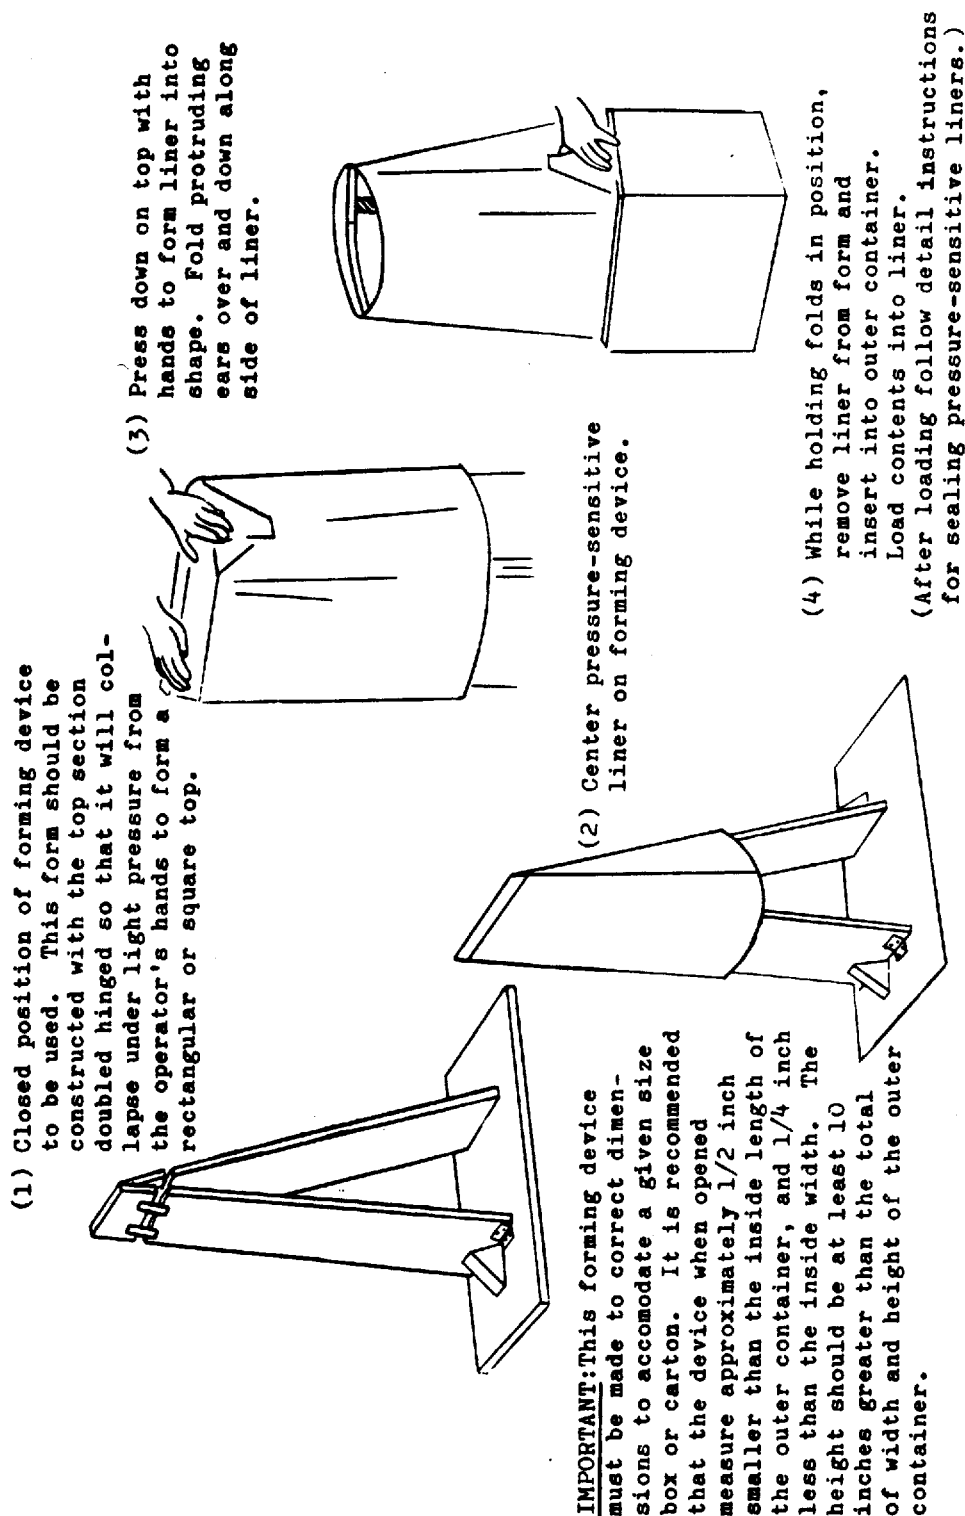 (1) Closed position of forming device
to be used. This form should be
constructed with the top section
doubled hinged so that it will col-
lapse under light pressure from
the operator's hands to form a
rectangular or square top.
(2) Center pressure-sensitive
liner on forming device.
(3) Press down on top with
hands to form liner into
shape. Fold protruding
ears over and down along
side of liner.
(4) While holding folds in position,
remove liner from form and
insert into outer container.
Load contents into liner.
(After loading follow detail instructions
for sealing pressure-sensitive liners.)
IMPORTANT:This forming device
must be made to correct dimen-
sions to accomodate a given size
box or carton. It is recommended
that the device when opened
measure approximately 1/2 inch
smaller than the inside length of
the outer container, and 1/4 inch
less than the inside width. The
height should be at least 10
inches greater than the total
of width and height of the outer
container.